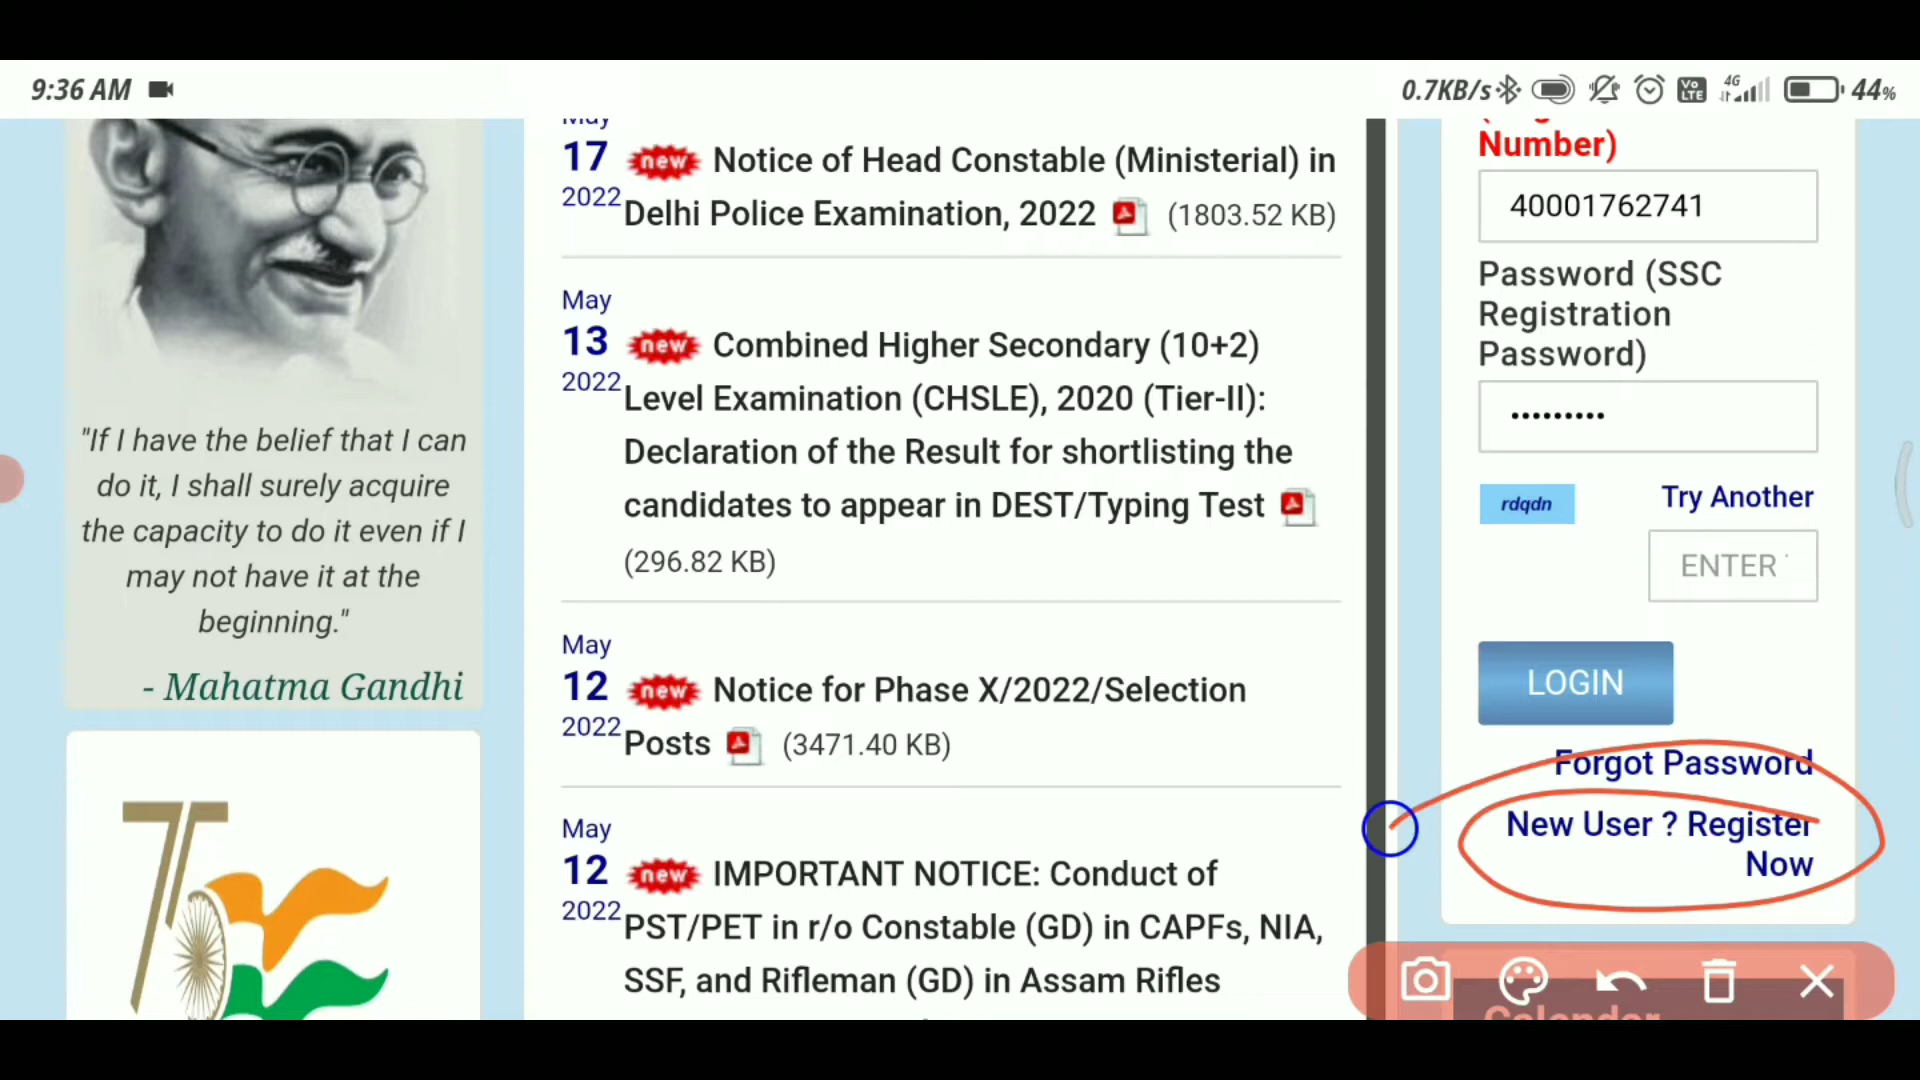 9:36 AM
0.7KB/s
Vo
LTE
4G
44%
"If I have the belief that I can
do it, I shall surely acquire
the capacity to do it even if I
may not have it at the
beginning."
- Mahatma Gandhi
75
May
17
2022
new Notice of Head Constable (Ministerial) in
Delhi Police Examination, 2022 (1803.52 KB)
May
13
2022
new Combined Higher Secondary (10+2)
Level Examination (CHSLE), 2020 (Tier-II):
Declaration of the Result for shortlisting the
candidates to appear in DEST/Typing Test
(296.82 KB)
May
12
2022
new Notice for Phase X/2022/Selection
Posts (3471.40 KB)
May
12
2022
new IMPORTANT NOTICE: Conduct of
PST/PET in r/o Constable (GD) in CAPFs, NIA,
SSF, and Rifleman (GD) in Assam Rifles
Number)
40001762741
Password (SSC
Registration
Password)
•••••••••
rdqdn
Try Another
ENTER
LOGIN
Forgot Password
New User ? Register
Now
Calendar